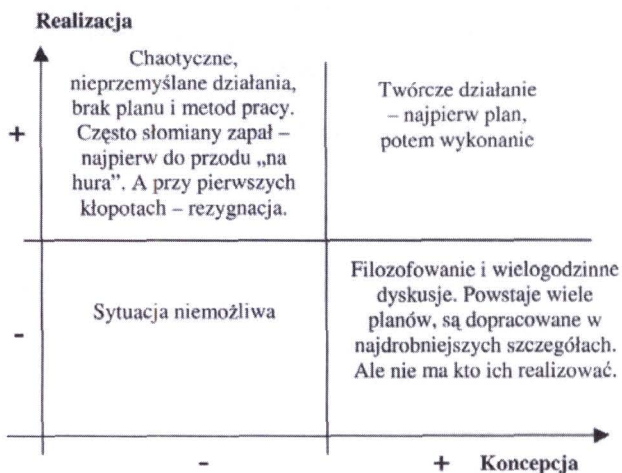 Realizacja
Chaotyczne,
nieprzemyślane działania,
brak planu i metod pracy.
Często słomiany zapał –
najpierw do przodu „na
hura”. A przy pierwszych
kłopotach – rezygnacja.
Twórcze działanie
– najpierw plan,
potem wykonanie
+
Sytuacja niemożliwa
Filozofowanie i wielogodzinne
dyskusje. Powstaje wiele
planów, są dopracowane w
najdrobniejszych szczegółach.
Ale nie ma kto ich realizować.
-
- + Koncepcja